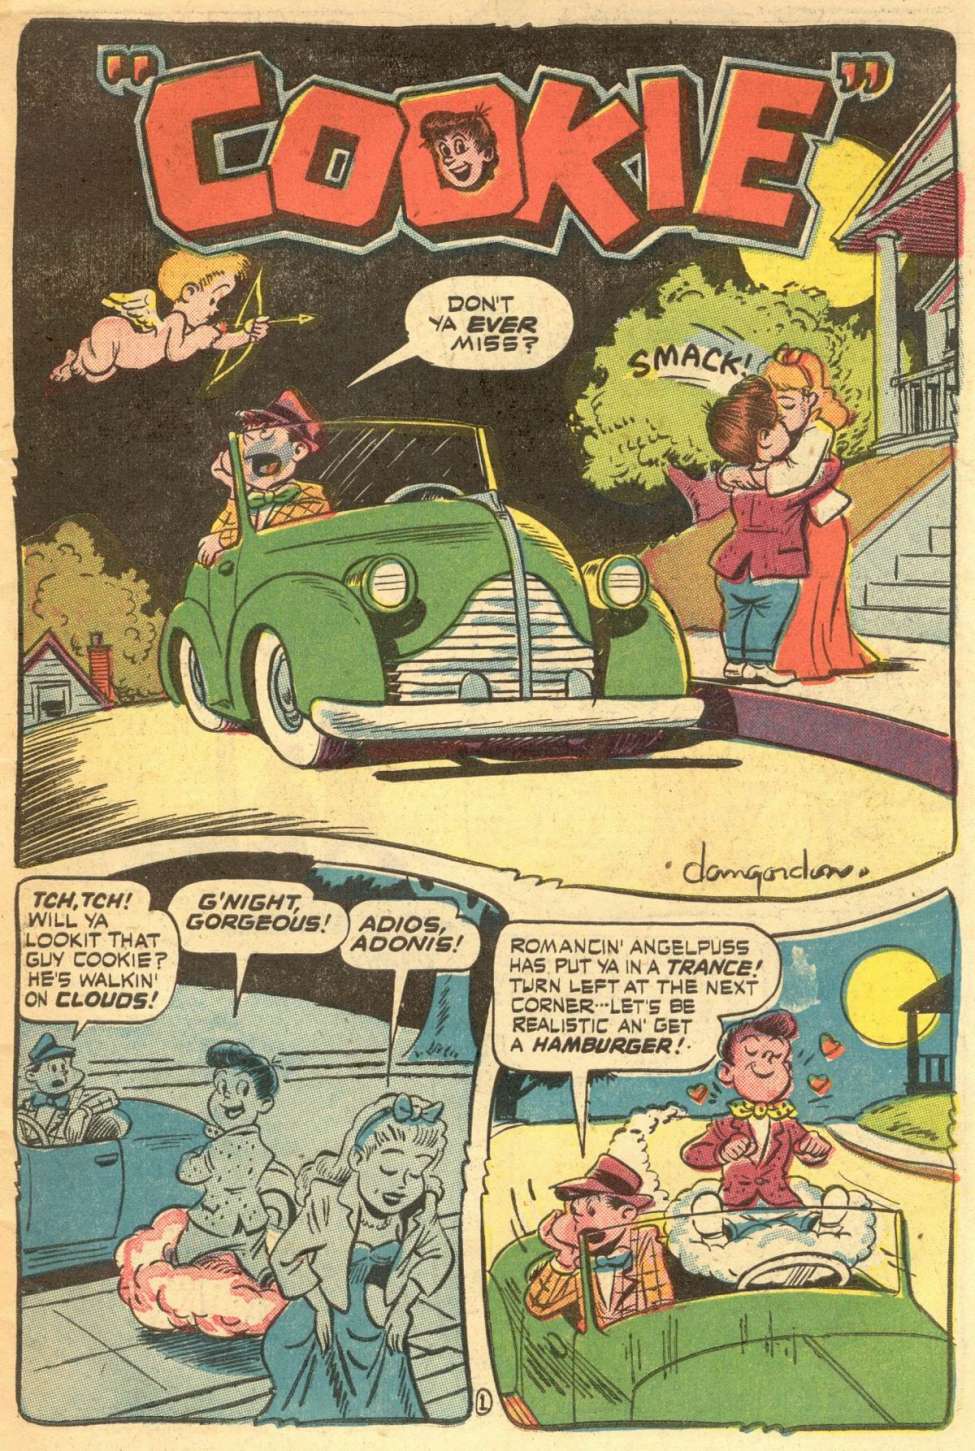 "COOKIE"
DON'T
YA EVER
MISS?
SMACK!
·dangordon·
TCH, TCH!
WILL YA
LOOKIT THAT
GUY COOKIE?
HE'S WALKIN'
ON CLOUDS!
G'NIGHT,
GORGEOUS!
ADIOS,
ADONIS!
ROMANCIN' ANGELPUSS
HAS PUT YA IN A TRANCE!
TURN LEFT AT THE NEXT
CORNER---LET'S BE
REALISTIC AN' GET
A HAMBURGER!
1